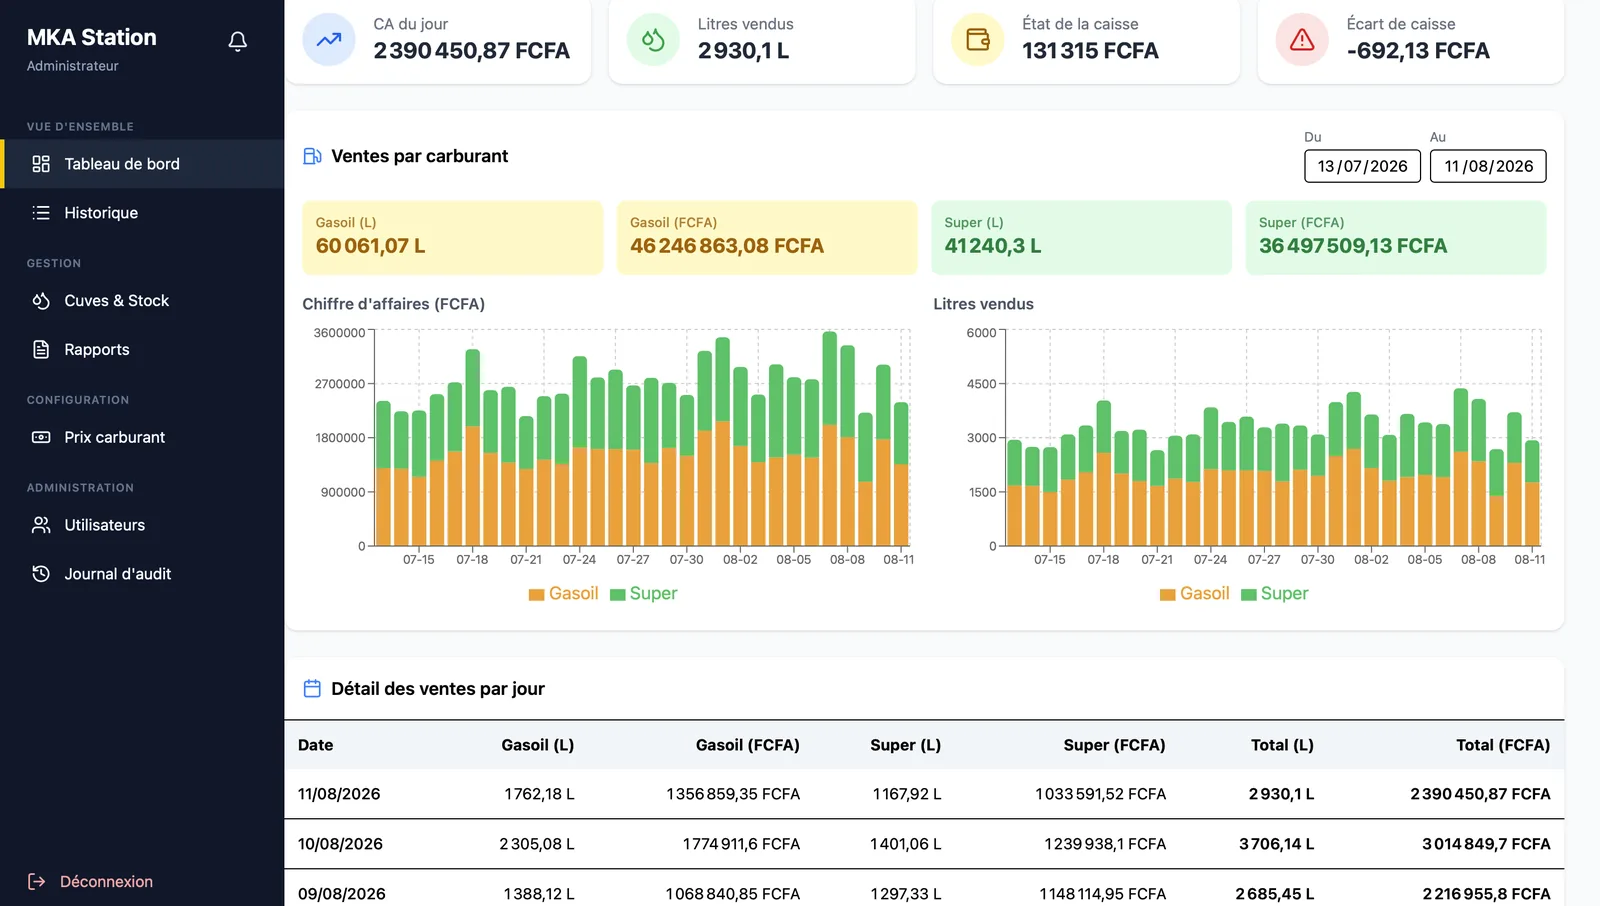 MKA Station
Administrateur
VUE D'ENSEMBLE
Tableau de bord
Historique
GESTION
Cuves & Stock
Rapports
CONFIGURATION
Prix carburant
ADMINISTRATION
Utilisateurs
Journal d'audit
Déconnexion
CA du jour
2 390 450,87 FCFA
Litres vendus
2 930,1 L
État de la caisse
131 315 FCFA
Écart de caisse
-692,13 FCFA
Ventes par carburant
Du
13/07/2026
Au
11/08/2026
Gasoil (L)
60 061,07 L
Gasoil (FCFA)
46 246 863,08 FCFA
Super (L)
41 240,3 L
Super (FCFA)
36 497 509,13 FCFA
Chiffre d'affaires (FCFA)
3600000
2700000
1800000
900000
0
07-15 07-18 07-21 07-24 07-27 07-30 08-02 08-05 08-08 08-11
Gasoil Super
Litres vendus
6000
4500
3000
1500
0
07-15 07-18 07-21 07-24 07-27 07-30 08-02 08-05 08-08 08-11
Gasoil Super
Détail des ventes par jour
Date Gasoil (L) Gasoil (FCFA) Super (L) Super (FCFA) Total (L) Total (FCFA)
11/08/2026 1 762,18 L 1 356 859,35 FCFA 1 167,92 L 1 033 591,52 FCFA 2 930,1 L 2 390 450,87 FCFA
10/08/2026 2 305,08 L 1 774 911,6 FCFA 1 401,06 L 1 239 938,1 FCFA 3 706,14 L 3 014 849,7 FCFA
09/08/2026 1 388,12 L 1 068 840,85 FCFA 1 297,33 L 1 148 114,95 FCFA 2 685,45 L 2 216 955,8 FCFA